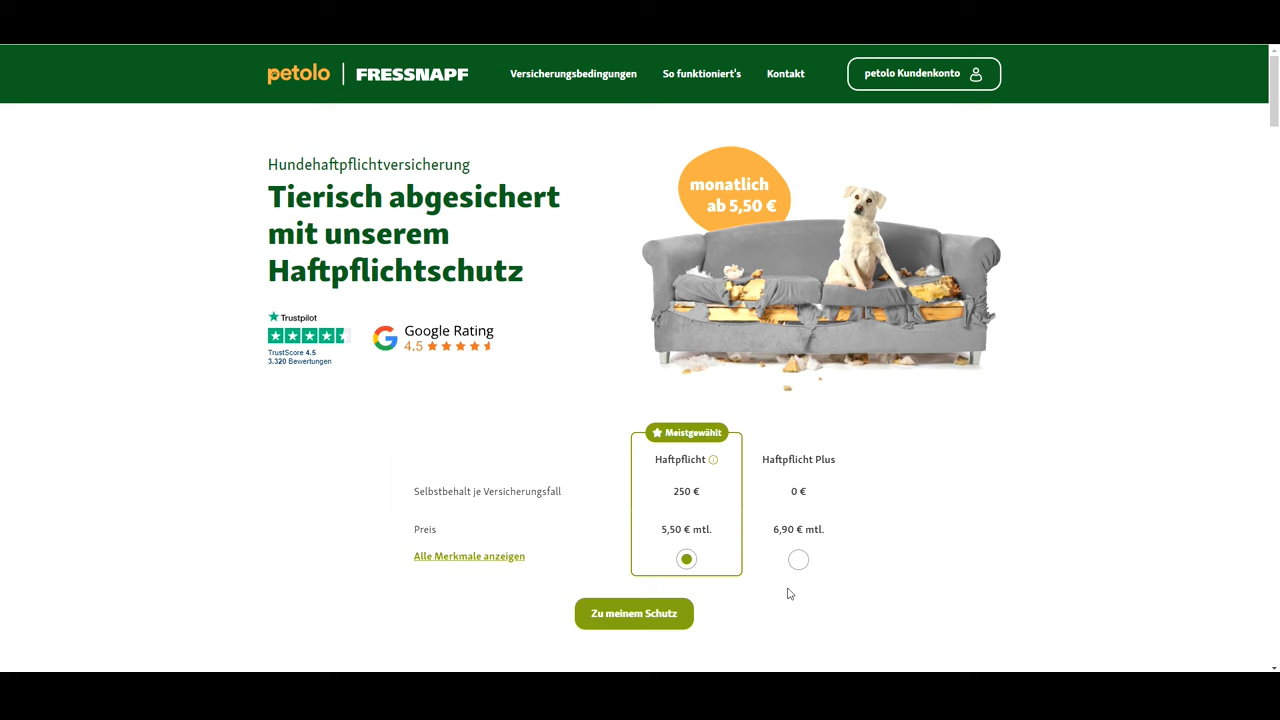 petolo | FRESSNAPF
Versicherungsbedingungen
So funktioniert's
Kontakt
petolo Kundenkonto
Hundehaftpflichtversicherung
Tierisch abgesichert
mit unserem
Haftpflichtschutz
monatlich
ab 5,50 €
Trustpilot
TrustScore 4.5
3.320 Bewertungen
Google Rating
4.5
Meistgewählt
Haftpflicht Haftpflicht Plus
Selbstbehalt je Versicherungsfall 250 € 0 €
Preis 5,50 € mtl. 6,90 € mtl.
Alle Merkmale anzeigen
Zu meinem Schutz